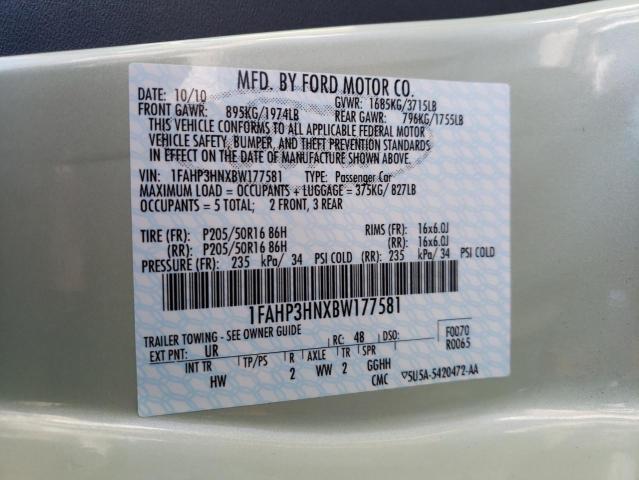 MFD. BY FORD MOTOR CO.
DATE: 10/10 GVWR: 1685KG/3715LB
FRONT GAWR: 895KG/1974LB REAR GAWR: 796KG/1755LB
THIS VEHICLE CONFORMS TO ALL APPLICABLE FEDERAL MOTOR
VEHICLE SAFETY, BUMPER, AND THEFT PREVENTION STANDARDS
IN EFFECT ON THE DATE OF MANUFACTURE SHOWN ABOVE.
VIN: 1FAHP3HNXBW177581 TYPE: Passenger Car
MAXIMUM LOAD = OCCUPANTS + LUGGAGE = 375KG/ 827LB
OCCUPANTS = 5 TOTAL: 2 FRONT, 3 REAR
TIRE (FR): P205/50R16 86H RIMS (FR): 16x6.0J
(RR): P205/50R16 86H (RR): 16x6.0J
PRESSURE (FR): 235 kPa/ 34 PSI COLD (RR): 235 kPa/ 34 PSI COLD
1FAHP3HNXBW177581
TRAILER TOWING - SEE OWNER GUIDE
EXT PNT: UR RC: 48 DSO: F0070
R0065
INT TR TP/PS R AXLE TR SPR
HW 2 WW 2 GGHH
CMC ▽5U5A-5420472-AA